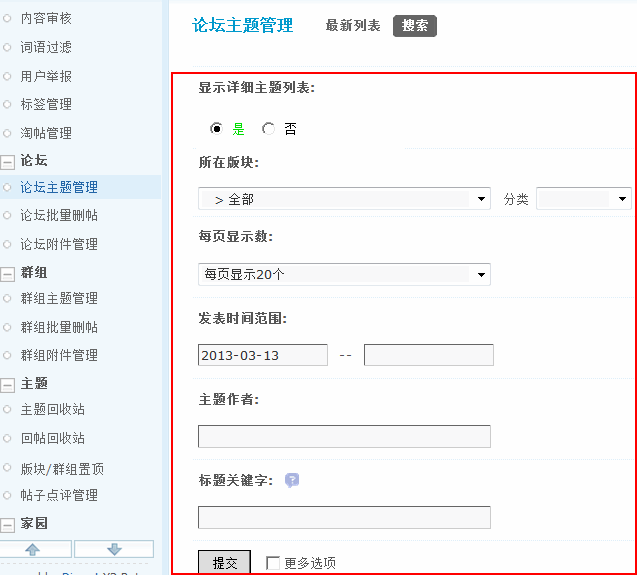 内容审核
词语过滤
用户举报
标签管理
淘帖管理
论坛
论坛主题管理
论坛批量删帖
论坛附件管理
群组
群组主题管理
群组批量删帖
群组附件管理
主题
主题回收站
回帖回收站
版块/群组置顶
帖子点评管理
家园
论坛主题管理 最新列表 搜索
显示详细主题列表:
是 否
所在版块:
> 全部 分类
每页显示数:
每页显示20个
发表时间范围:
2013-03-13 --
主题作者:
标题关键字: ?
提交 更多选项